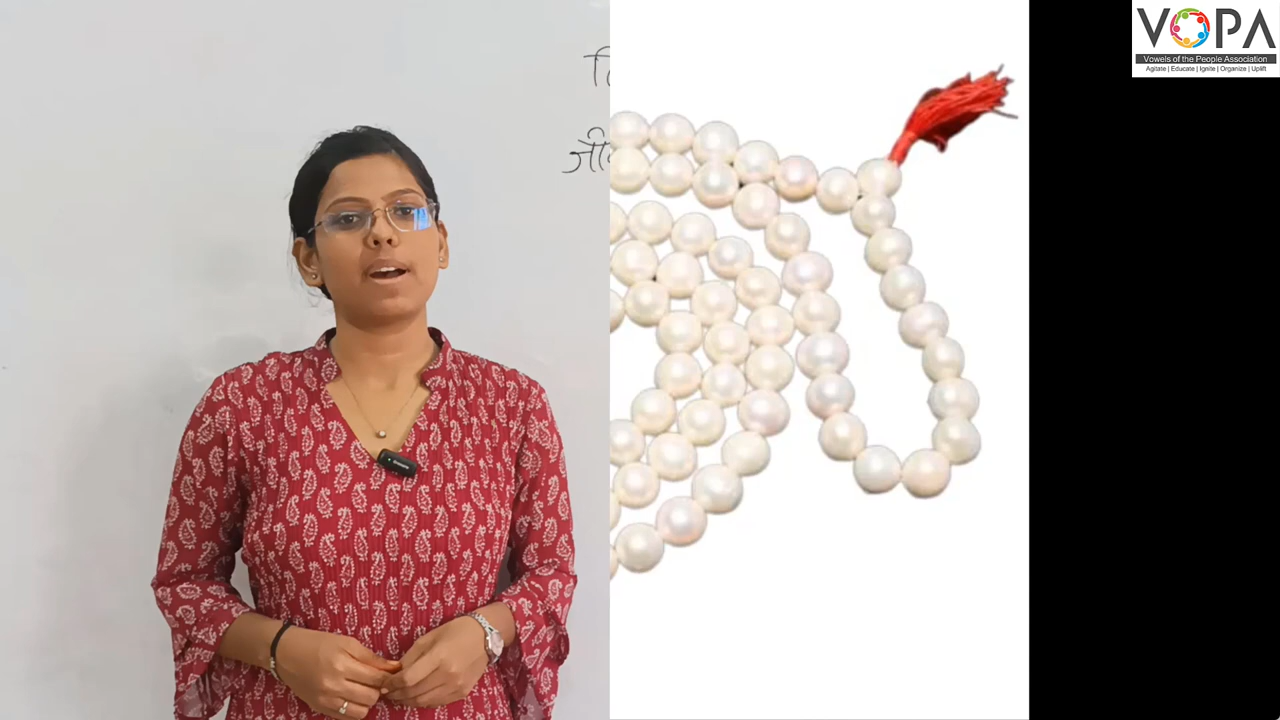 VOPA
Vowels of the People Association
Agitate | Educate | Ignite | Organize | Uplift